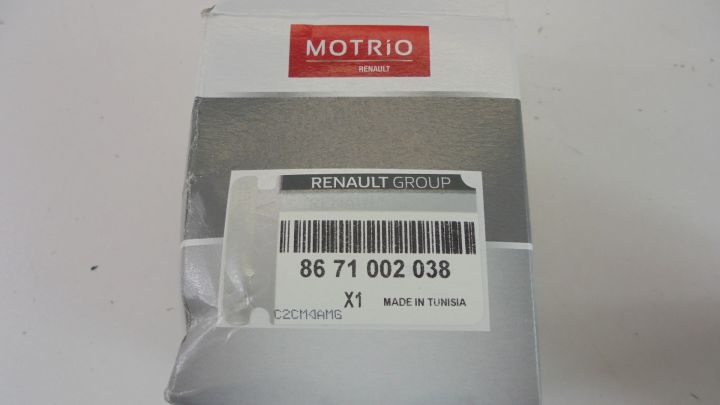 MOTRiO
RENAULT
RENAULT GROUP
86 71 002 038
X1 MADE IN TUNISIA
C2CM4AMG